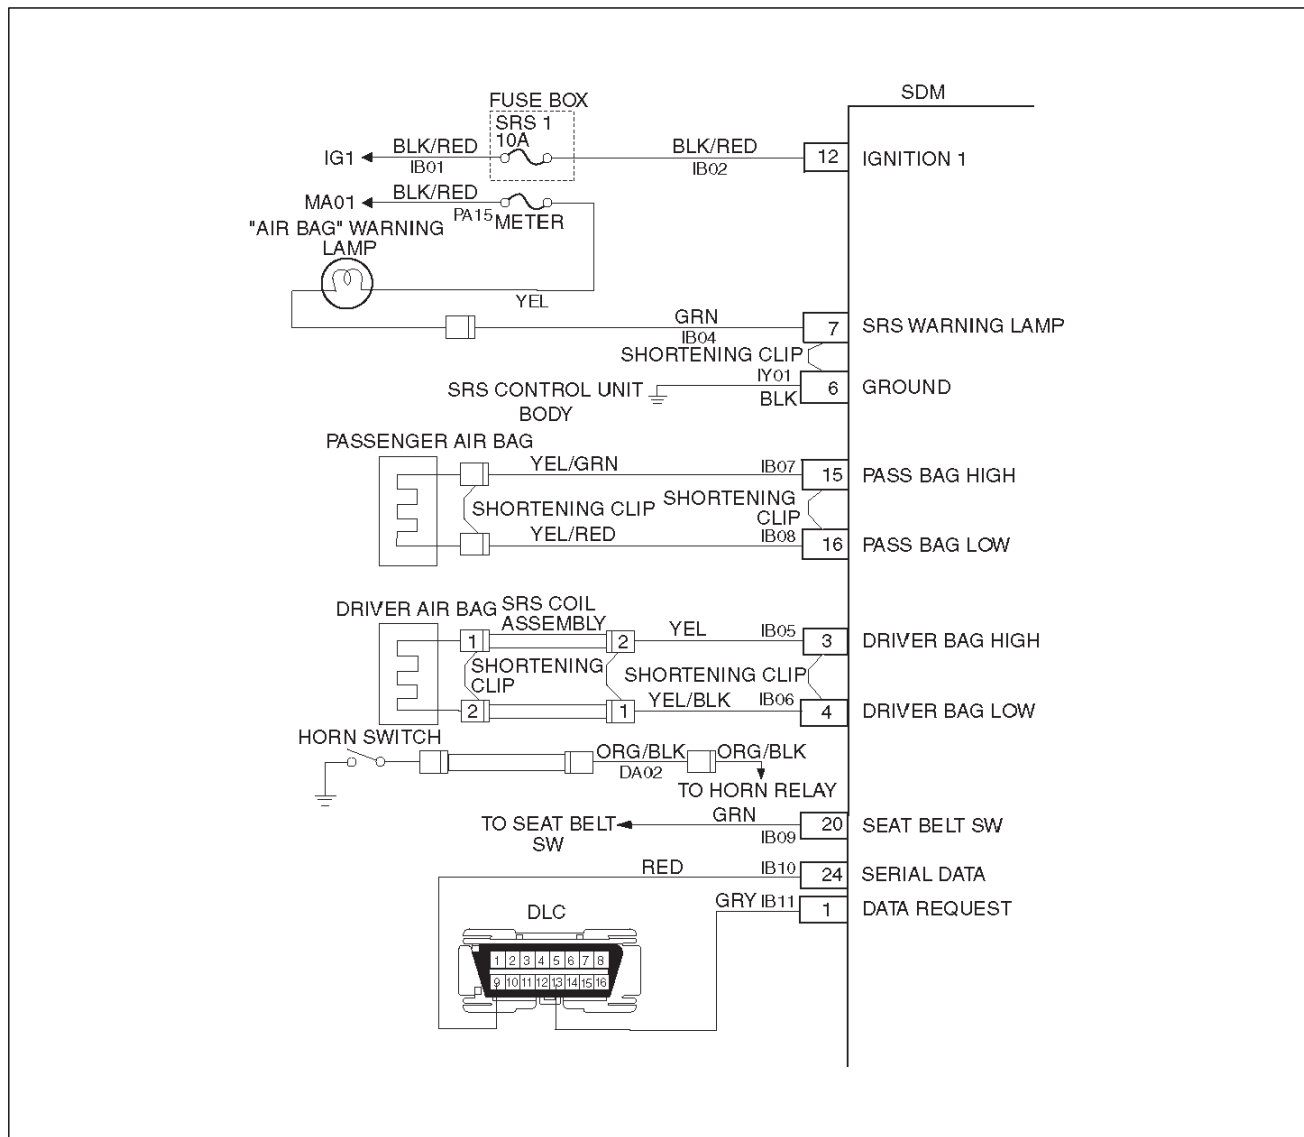 SDM
FUSE BOX
SRS 1
10A
IG1 BLK/RED IB01 BLK/RED IB02 12 IGNITION 1
MA01 BLK/RED PA15 METER
"AIR BAG" WARNING
LAMP
YEL
GRN IB04 7 SRS WARNING LAMP
SHORTENING CLIP
SRS CONTROL UNIT
BODY
IY01 BLK 6 GROUND
PASSENGER AIR BAG
YEL/GRN IB07 15 PASS BAG HIGH
SHORTENING CLIP
SHORTENING
CLIP
YEL/RED IB08 16 PASS BAG LOW
DRIVER AIR BAG
SRS COIL
ASSEMBLY
1 2 YEL IB05 3 DRIVER BAG HIGH
SHORTENING
CLIP
SHORTENING CLIP
2 1 YEL/BLK IB06 4 DRIVER BAG LOW
HORN SWITCH
ORG/BLK DA02 ORG/BLK
TO HORN RELAY
TO SEAT BELT
SW
GRN IB09 20 SEAT BELT SW
RED IB10 24 SERIAL DATA
GRY IB11 1 DATA REQUEST
DLC
1 2 3 4 5 6 7 8
9 10 11 12 13 14 15 16